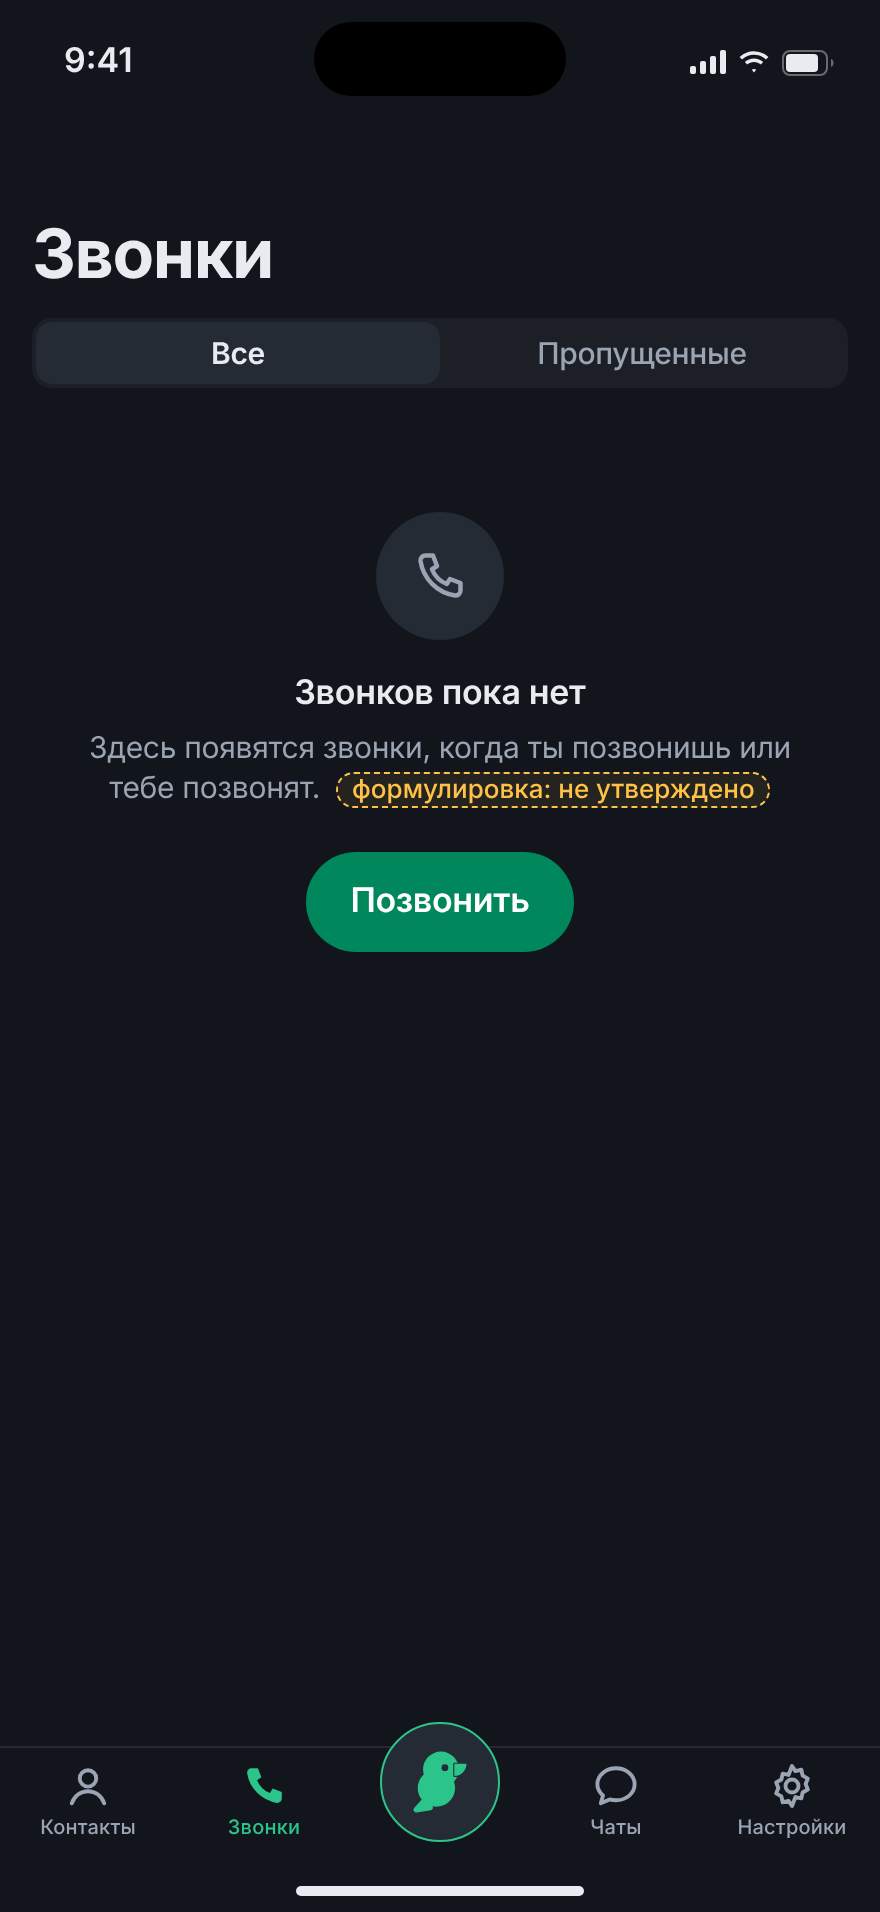 9:41
Звонки
Все
Пропущенные
Звонков пока нет
Здесь появятся звонки, когда ты позвонишь или
тебе позвонят. формулировка: не утверждено
Позвонить
Контакты
Звонки
Чаты
Настройки